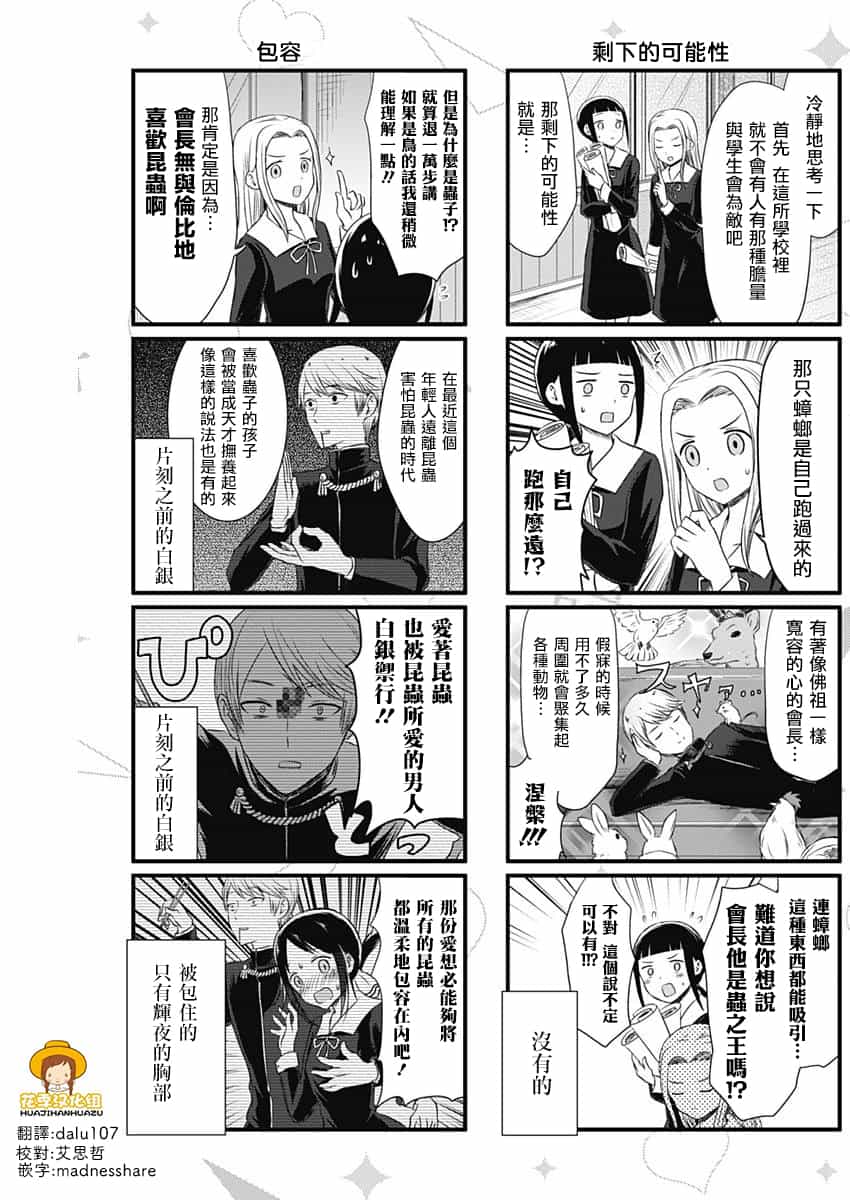 剩下的可能性
冷靜地思考一下
首先 在這所學校裡
就不會有人有那種膽量
與學生會為敵吧
那剩下的可能性
就是…
那只蟑螂是自己跑過來的
自己
跑那麼遠!?
有著像佛祖一樣
寬容的心的會長…
假寐的時候
用不了多久
周圍就會聚集起
各種動物…
スヤァ…
涅槃!!!
連蟑螂
這種東西都能吸引…
難道你想說
會長他是蟲之王嗎!?
不對 這個說不定
可以有!!?
沒有的
包容
但是為什麼是蟲子!?
就算退一萬步講
如果是鳥的話我還稍微
能理解一點!!
那肯定是因為…
會長無與倫比地
喜歡昆蟲啊
在最近這個
年輕人遠離昆蟲
害怕昆蟲的時代
喜歡蟲子的孩子
會被當成天才撫養起來
像這樣的說法也是有的
片刻之前的白銀
愛著昆蟲
也被昆蟲所愛的男人
白銀禦行!!
ぴ
片刻之前的白銀
那份愛想必能夠將
所有的昆蟲
都溫柔地包容在內吧!
被包住的
只有輝夜的胸部
花字汉化组
HUAJIHANHUAZU
翻譯:dalu107
校對:艾思哲
嵌字:madnesshare